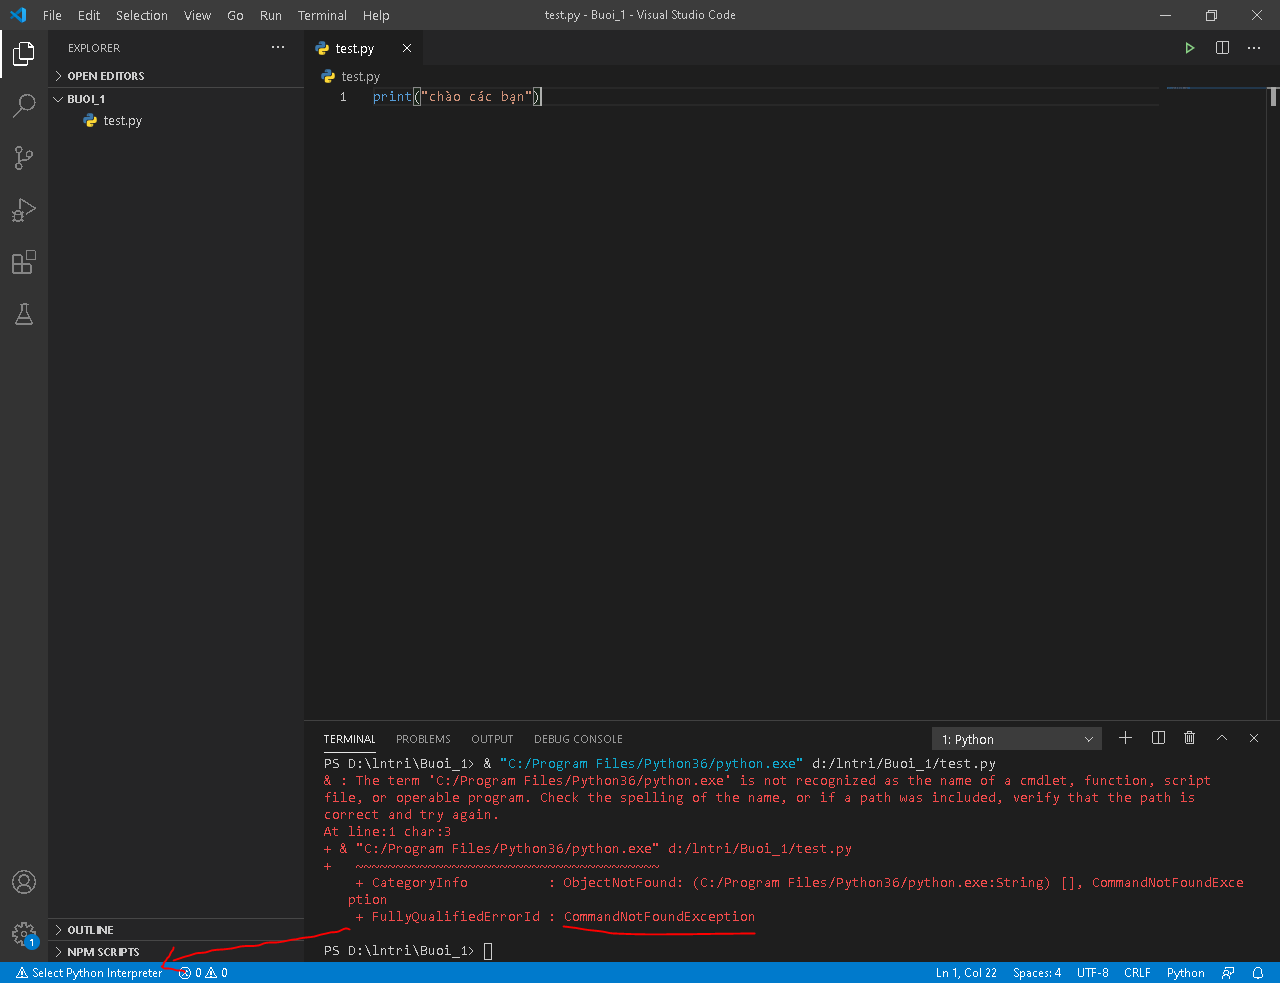 File Edit Selection View Go Run Terminal Help
test.py - Buoi_1 - Visual Studio Code
EXPLORER
OPEN EDITORS
BUOI_1
test.py
OUTLINE
NPM SCRIPTS
test.py
test.py
1 print("chào các bạn")
TERMINAL PROBLEMS OUTPUT DEBUG CONSOLE
1: Python
PS D:\lntri\Buoi_1> & "C:/Program Files/Python36/python.exe" d:/lntri/Buoi_1/test.py
& : The term 'C:/Program Files/Python36/python.exe' is not recognized as the name of a cmdlet, function, script
file, or operable program. Check the spelling of the name, or if a path was included, verify that the path is
correct and try again.
At line:1 char:3
+ & "C:/Program Files/Python36/python.exe" d:/lntri/Buoi_1/test.py
+   ~~~~~~~~~~~~~~~~~~~~~~~~~~~~~~~~~~~~~~
+ CategoryInfo          : ObjectNotFound: (C:/Program Files/Python36/python.exe:String) [], CommandNotFoundExce
ption
+ FullyQualifiedErrorId : CommandNotFoundException
PS D:\lntri\Buoi_1>
1
Select Python Interpreter 0 0
Ln 1, Col 22 Spaces: 4 UTF-8 CRLF Python